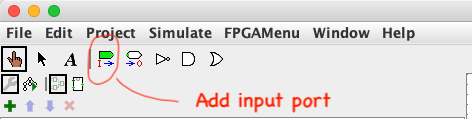 File Edit Project Simulate FPGAMenu Window Help
A
Add input port